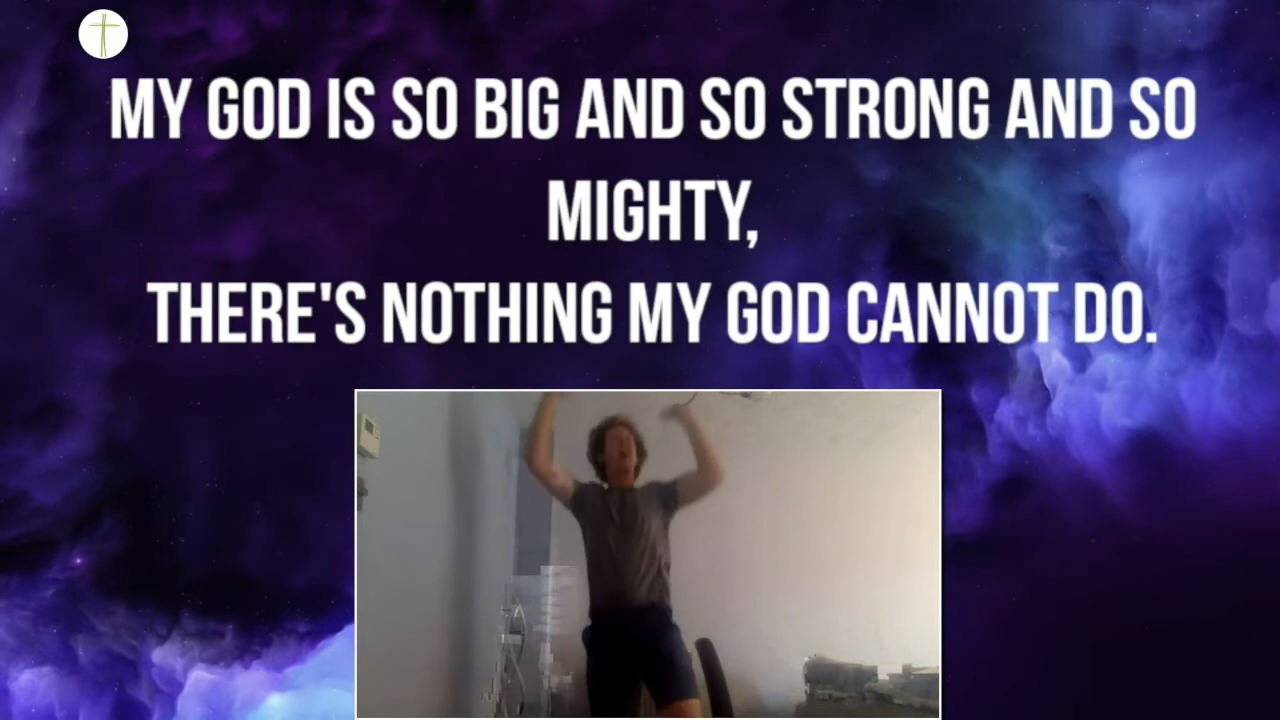 MY GOD IS SO BIG AND SO STRONG AND SO
MIGHTY,
THERE'S NOTHING MY GOD CANNOT DO.